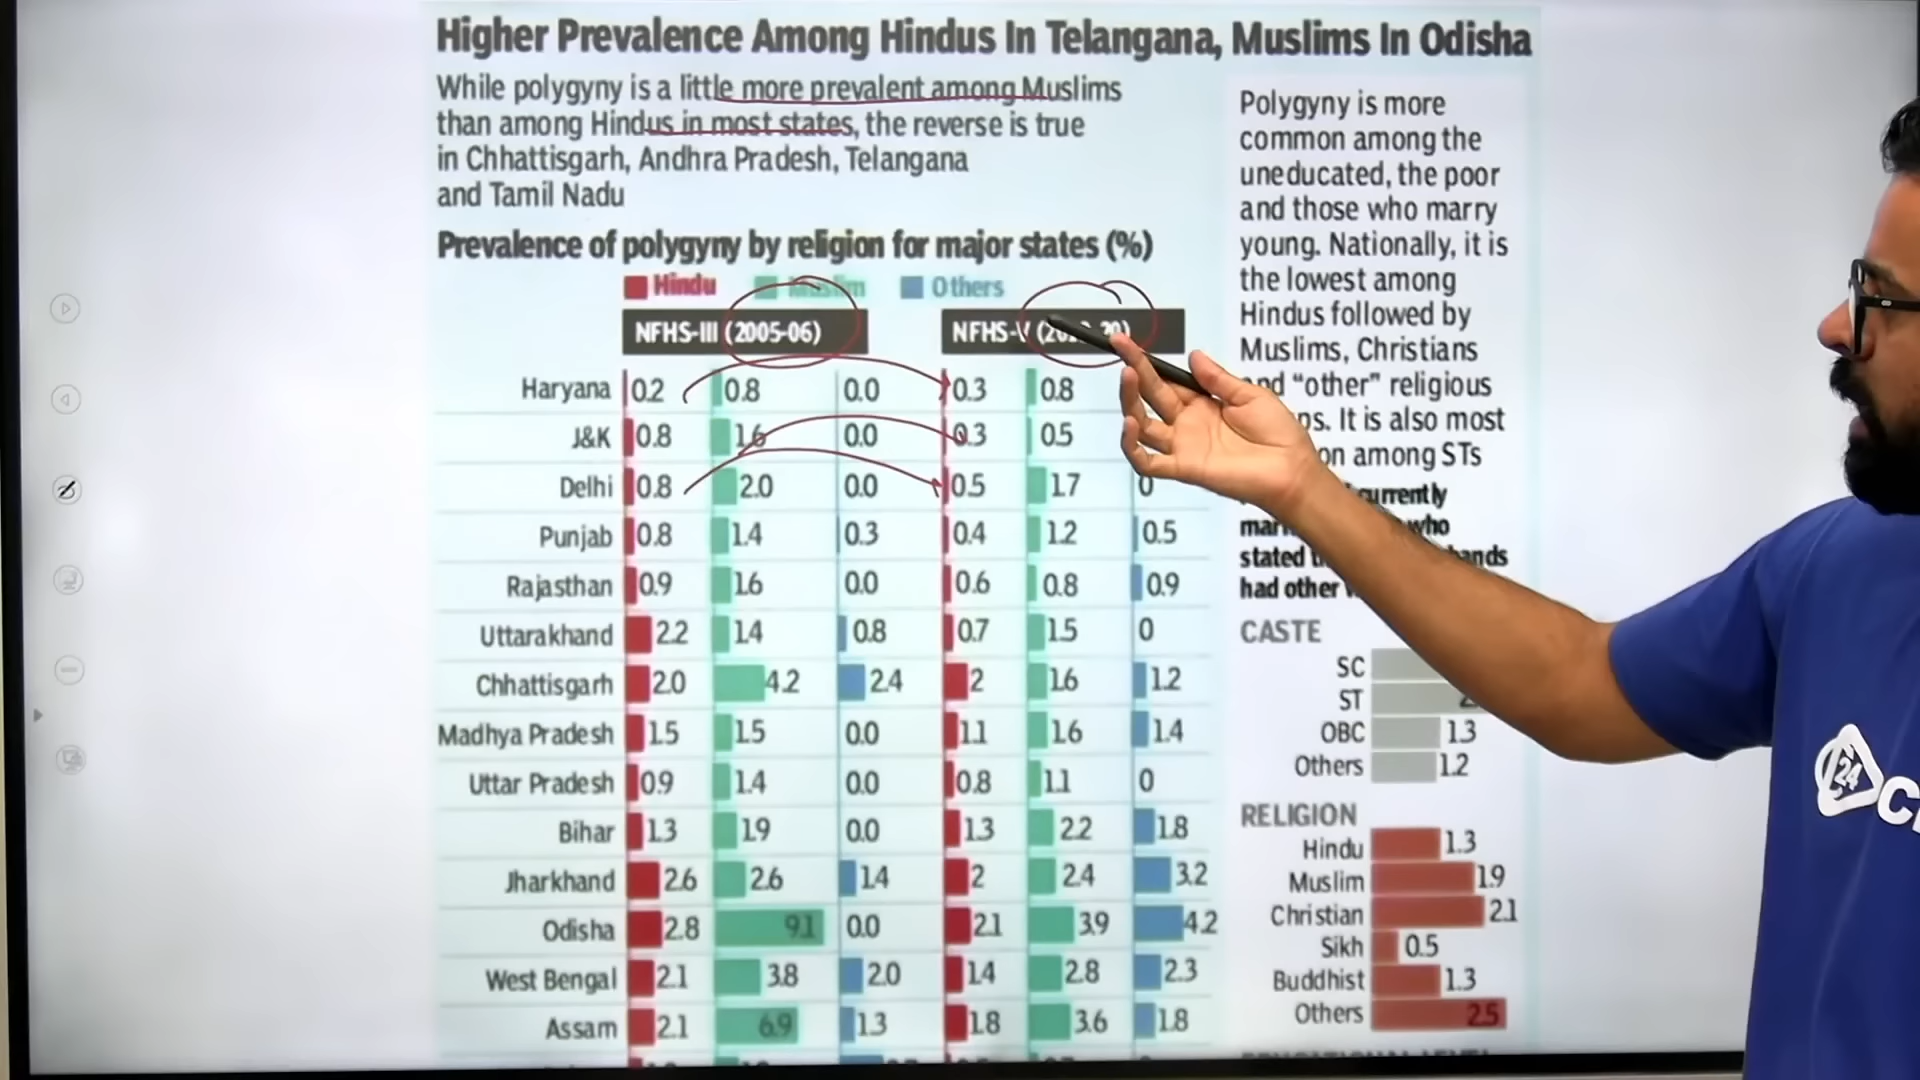 Higher Prevalence Among Hindus In Telangana, Muslims In Odisha
While polygyny is a little more prevalent among Muslims
than among Hindus in most states, the reverse is true
in Chhattisgarh, Andhra Pradesh, Telangana
and Tamil Nadu
Prevalence of polygyny by religion for major states (%)
Hindu Muslim Others
NFHS-III (2005-06) NFHS-V
Haryana 0.2 0.8 0.0 0.3 0.8
J&K 0.8 1.6 0.0 0.3 0.5
Delhi 0.8 2.0 0.0 0.5 1.7 0
Punjab 0.8 1.4 0.3 0.4 1.2 0.5
Rajasthan 0.9 1.6 0.0 0.6 0.8 0.9
Uttarakhand 2.2 1.4 0.8 0.7 1.5 0
Chhattisgarh 2.0 4.2 2.4 2 1.6 1.2
Madhya Pradesh 1.5 1.5 0.0 1.1 1.6 1.4
Uttar Pradesh 0.9 1.4 0.0 0.8 1.1 0
Bihar 1.3 1.9 0.0 1.3 2.2 1.8
Jharkhand 2.6 2.6 1.4 2 2.4 3.2
Odisha 2.8 9.1 0.0 2.1 3.9 4.2
West Bengal 2.1 3.8 2.0 1.4 2.8 2.3
Assam 2.1 6.9 1.3 1.8 3.6 1.8
Polygyny is more
common among the
uneducated, the poor
and those who marry
young. Nationally, it is
the lowest among
Hindus followed by
Muslims, Christians
"other" religious
It is also most
among STs
currently
who
stated
had other
CASTE
SC
ST
OBC 1.3
Others 1.2
RELIGION
Hindu 1.3
Muslim 1.9
Christian 2.1
Sikh 0.5
Buddhist 1.3
Others 2.5
24